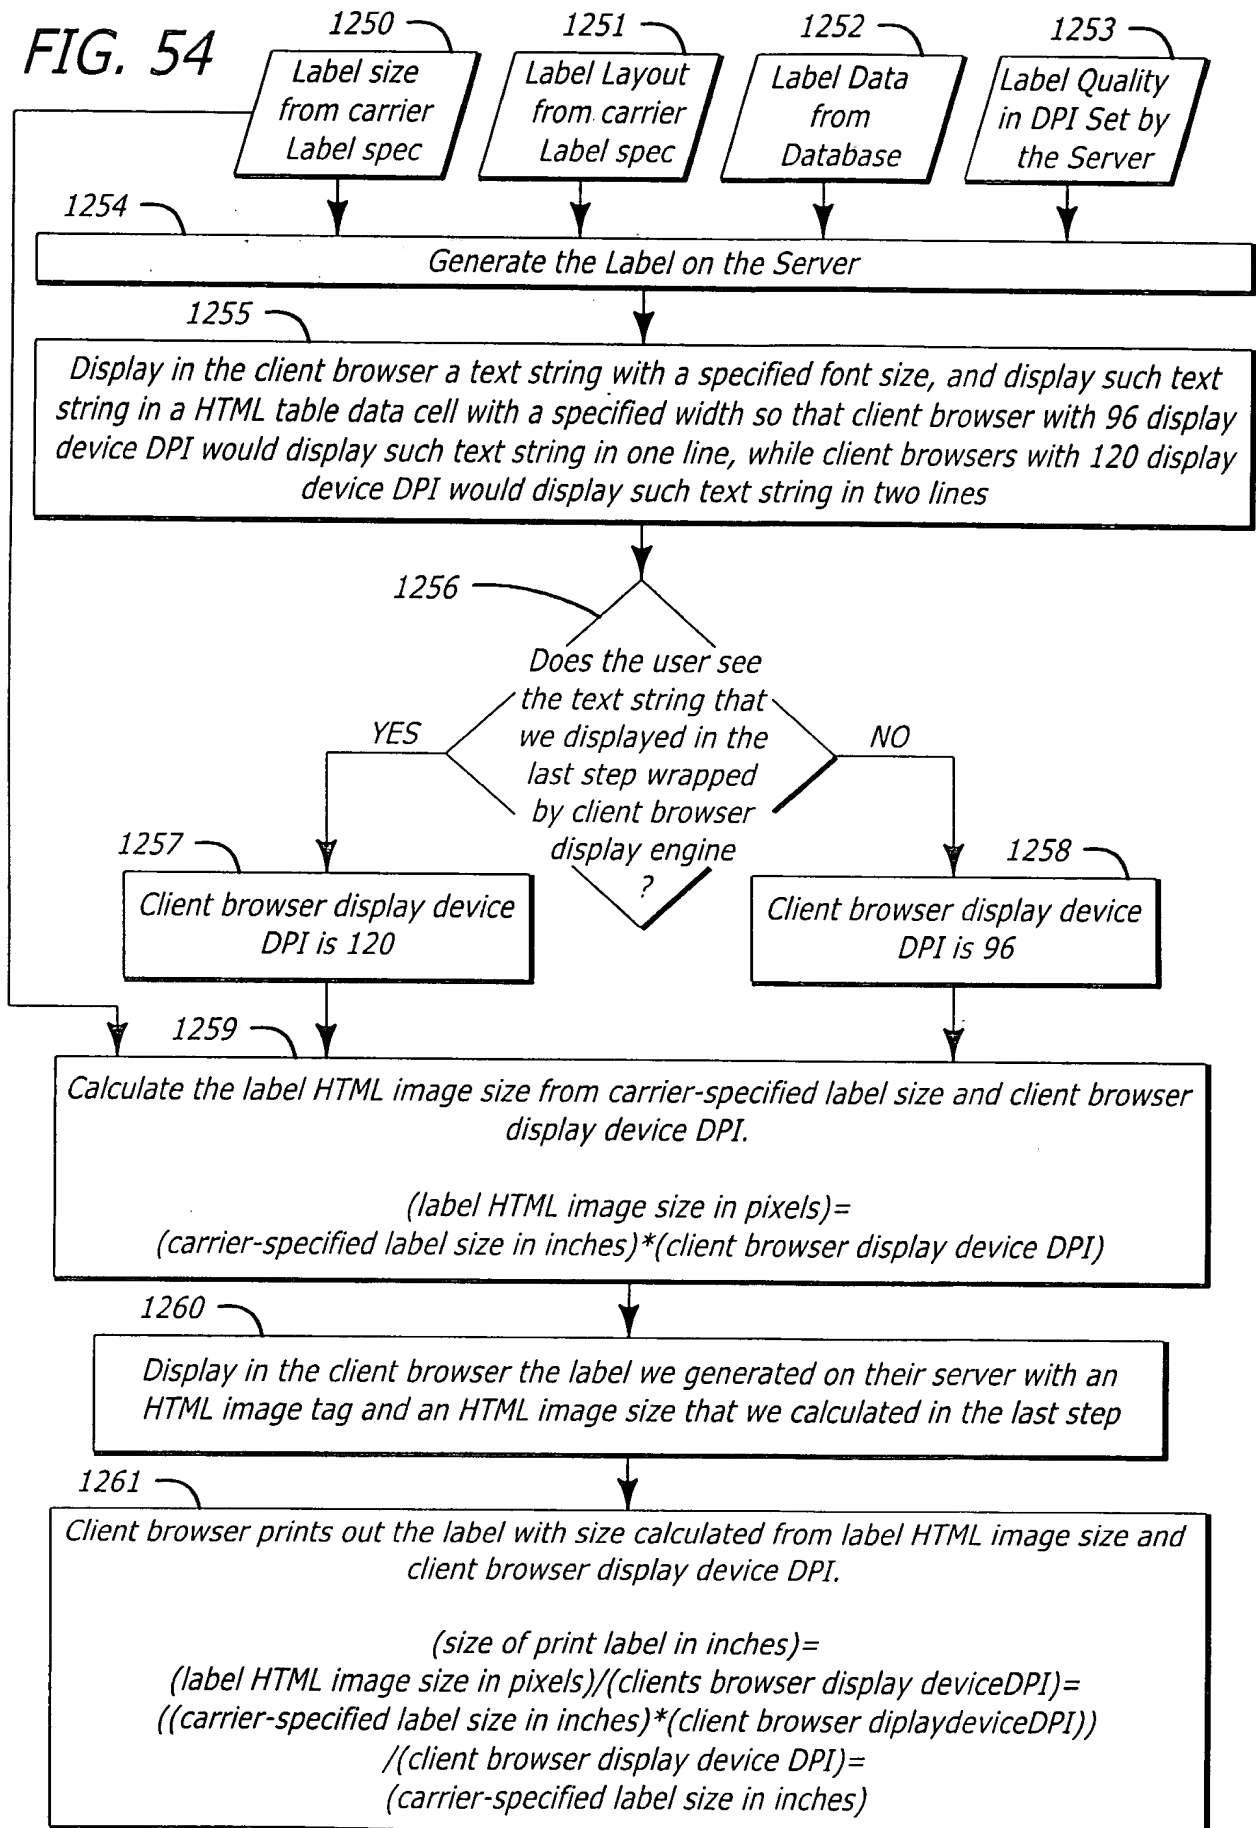 FIG. 54
1250
Label size
from carrier
Label spec
1251
Label Layout
from carrier
Label spec
1252
Label Data
from
Database
1253
Label Quality
in DPI Set by
the Server
1254
Generate the Label on the Server
1255
Display in the client browser a text string with a specified font size, and display such text
string in a HTML table data cell with a specified width so that client browser with 96 display
device DPI would display such text string in one line, while client browsers with 120 display
device DPI would display such text string in two lines
1256
Does the user see
the text string that
we displayed in the
last step wrapped
by client browser
display engine
?
YES
NO
1257
Client browser display device
DPI is 120
1258
Client browser display device
DPI is 96
1259
Calculate the label HTML image size from carrier-specified label size and client browser
display device DPI.
(label HTML image size in pixels)=
(carrier-specified label size in inches)*(client browser display device DPI)
1260
Display in the client browser the label we generated on their server with an
HTML image tag and an HTML image size that we calculated in the last step
1261
Client browser prints out the label with size calculated from label HTML image size and
client browser display device DPI.
(size of print label in inches)=
(label HTML image size in pixels)/(clients browser display deviceDPI)=
((carrier-specified label size in inches)*(client browser diplaydeviceDPI))
/(client browser display device DPI)=
(carrier-specified label size in inches)